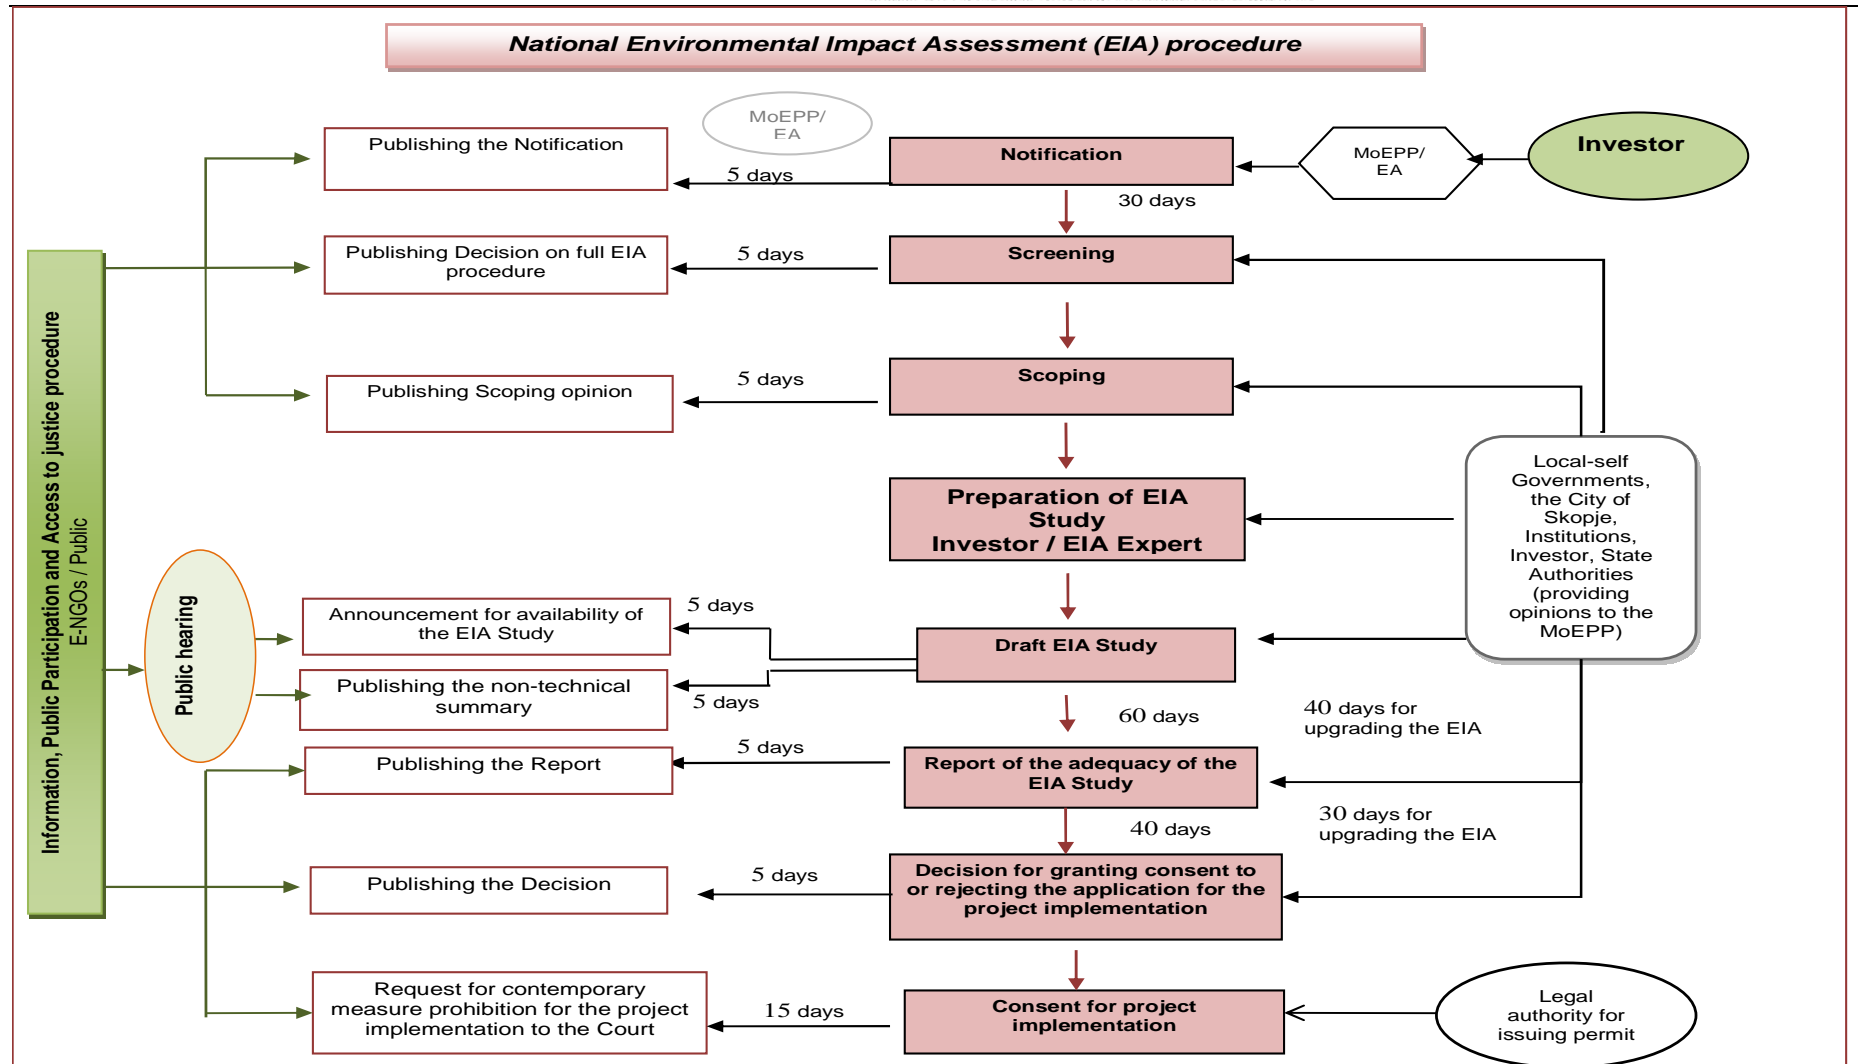 National Environmental Impact Assessment (EIA) procedure
MoEPP/
EA
Publishing the Notification
5 days
Notification
MoEPP/
EA
Investor
30 days
Publishing Decision on full EIA
procedure
5 days
Screening
Publishing Scoping opinion
5 days
Scoping
Information, Public Participation and Access to justice procedure
E-NGOs / Public
Preparation of EIA
Study
Investor / EIA Expert
Local-self
Governments,
the City of
Skopje,
Institutions,
Investor, State
Authorities
(providing
opinions to the
MoEPP)
Public hearing
Announcement for availability of
the EIA Study
5 days
Draft EIA Study
Publishing the non-technical
summary
5 days
60 days
40 days for
upgrading the EIA
Publishing the Report
5 days
Report of the adequacy of the
EIA Study
40 days
30 days for
upgrading the EIA
Publishing the Decision
5 days
Decision for granting consent to
or rejecting the application for the
project implementation
Request for contemporary
measure prohibition for the project
implementation to the Court
15 days
Consent for project
implementation
Legal
authority for
issuing permit